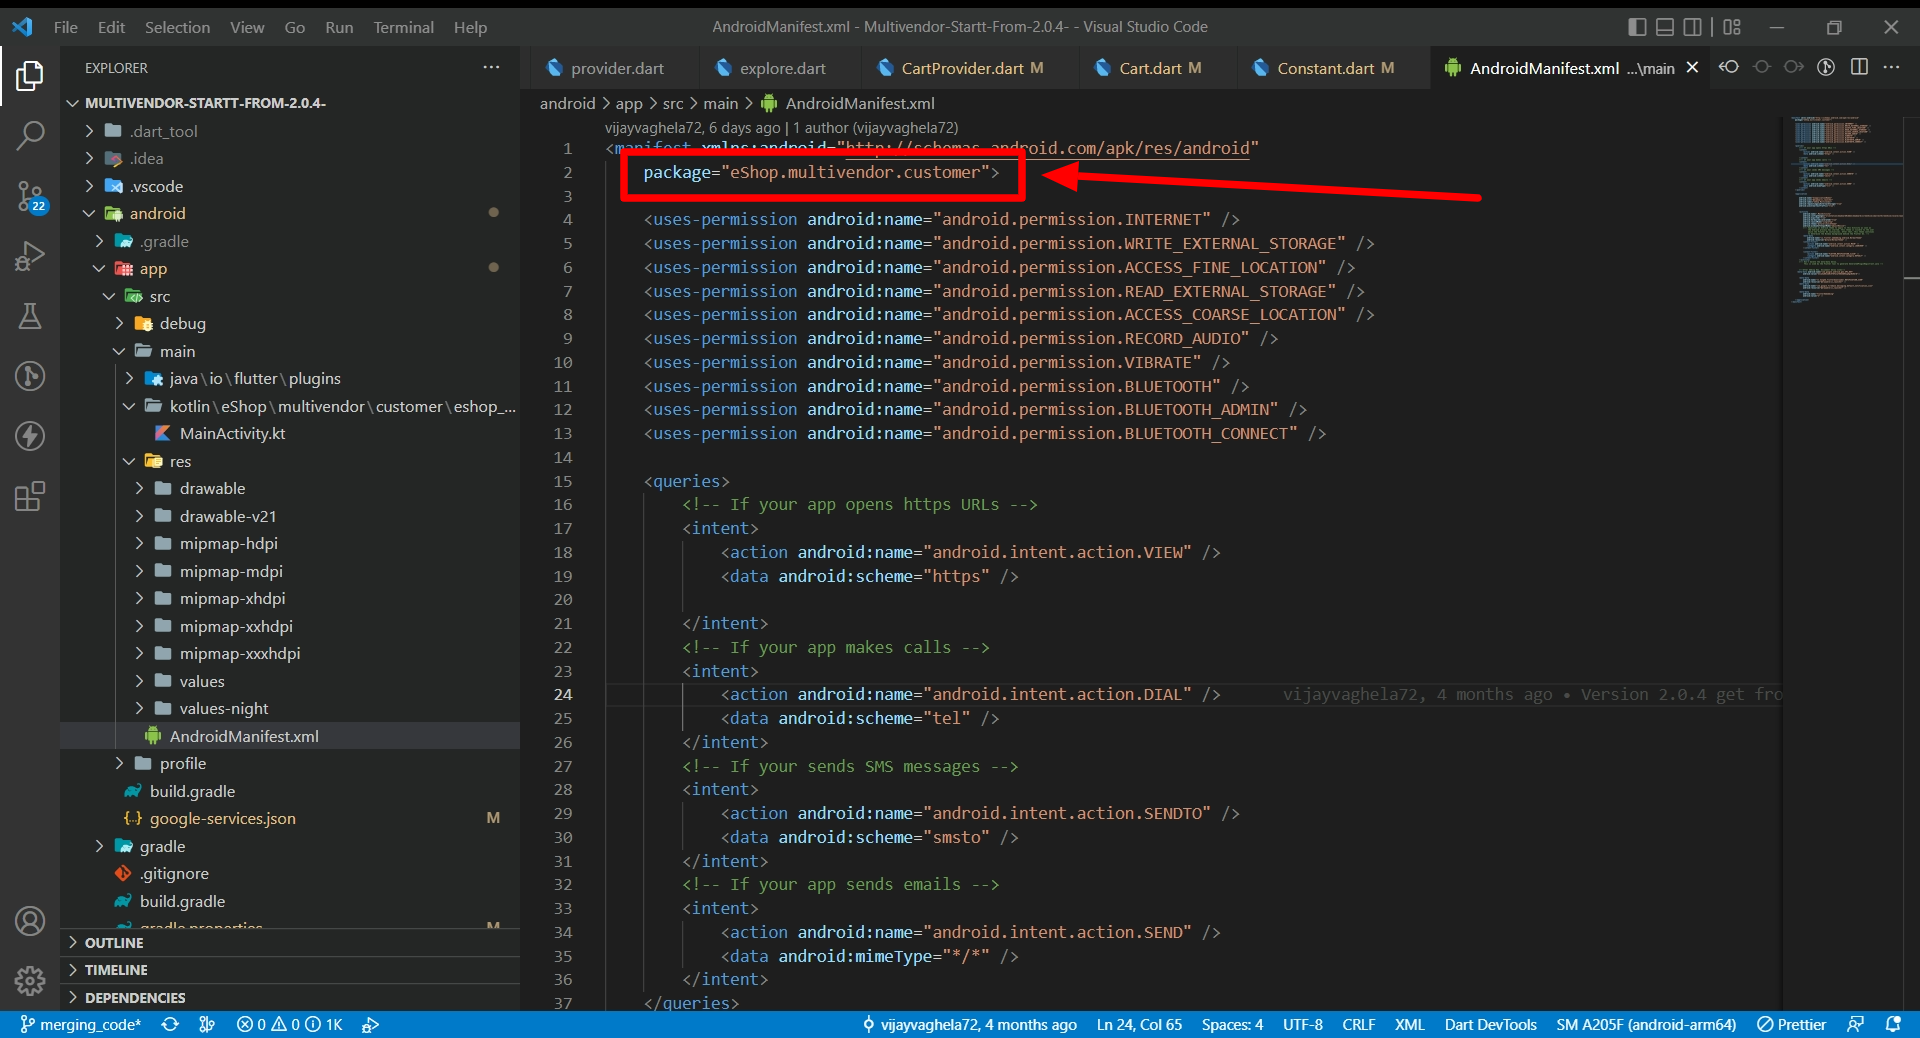 File Edit Selection View Go Run Terminal Help
AndroidManifest.xml - Multivendor-Startt-From-2.0.4- - Visual Studio Code
EXPLORER
MULTIVENDOR-STARTT-FROM-2.0.4-
.dart_tool
.idea
.vscode
android
.gradle
app
src
debug
main
java\io\flutter\plugins
kotlin\eShop\multivendor\customer\eshop_...
MainActivity.kt
res
drawable
drawable-v21
mipmap-hdpi
mipmap-mdpi
mipmap-xhdpi
mipmap-xxhdpi
mipmap-xxxhdpi
values
values-night
AndroidManifest.xml
profile
build.gradle
google-services.json M
gradle
.gitignore
build.gradle
gradle.properties M
OUTLINE
TIMELINE
DEPENDENCIES
22
provider.dart explore.dart CartProvider.dart M Cart.dart M Constant.dart M AndroidManifest.xml ...\main
android > app > src > main > AndroidManifest.xml
vijayvaghela72, 6 days ago | 1 author (vijayvaghela72)
1 <manifest xmlns:android="http://schemas.android.com/apk/res/android"
2 package="eShop.multivendor.customer">
3
4 <uses-permission android:name="android.permission.INTERNET" />
5 <uses-permission android:name="android.permission.WRITE_EXTERNAL_STORAGE" />
6 <uses-permission android:name="android.permission.ACCESS_FINE_LOCATION" />
7 <uses-permission android:name="android.permission.READ_EXTERNAL_STORAGE" />
8 <uses-permission android:name="android.permission.ACCESS_COARSE_LOCATION" />
9 <uses-permission android:name="android.permission.RECORD_AUDIO" />
10 <uses-permission android:name="android.permission.VIBRATE" />
11 <uses-permission android:name="android.permission.BLUETOOTH" />
12 <uses-permission android:name="android.permission.BLUETOOTH_ADMIN" />
13 <uses-permission android:name="android.permission.BLUETOOTH_CONNECT" />
14
15 <queries>
16 <!-- If your app opens https URLs -->
17 <intent>
18 <action android:name="android.intent.action.VIEW" />
19 <data android:scheme="https" />
20
21 </intent>
22 <!-- If your app makes calls -->
23 <intent>
24 <action android:name="android.intent.action.DIAL" /> vijayvaghela72, 4 months ago • Version 2.0.4 get fro
25 <data android:scheme="tel" />
26 </intent>
27 <!-- If your sends SMS messages -->
28 <intent>
29 <action android:name="android.intent.action.SENDTO" />
30 <data android:scheme="smsto" />
31 </intent>
32 <!-- If your app sends emails -->
33 <intent>
34 <action android:name="android.intent.action.SEND" />
35 <data android:mimeType="*/*" />
36 </intent>
37 </queries>
merging_code* 0 0 1K vijayvaghela72, 4 months ago Ln 24, Col 65 Spaces: 4 UTF-8 CRLF XML Dart DevTools SM A205F (android-arm64) Prettier